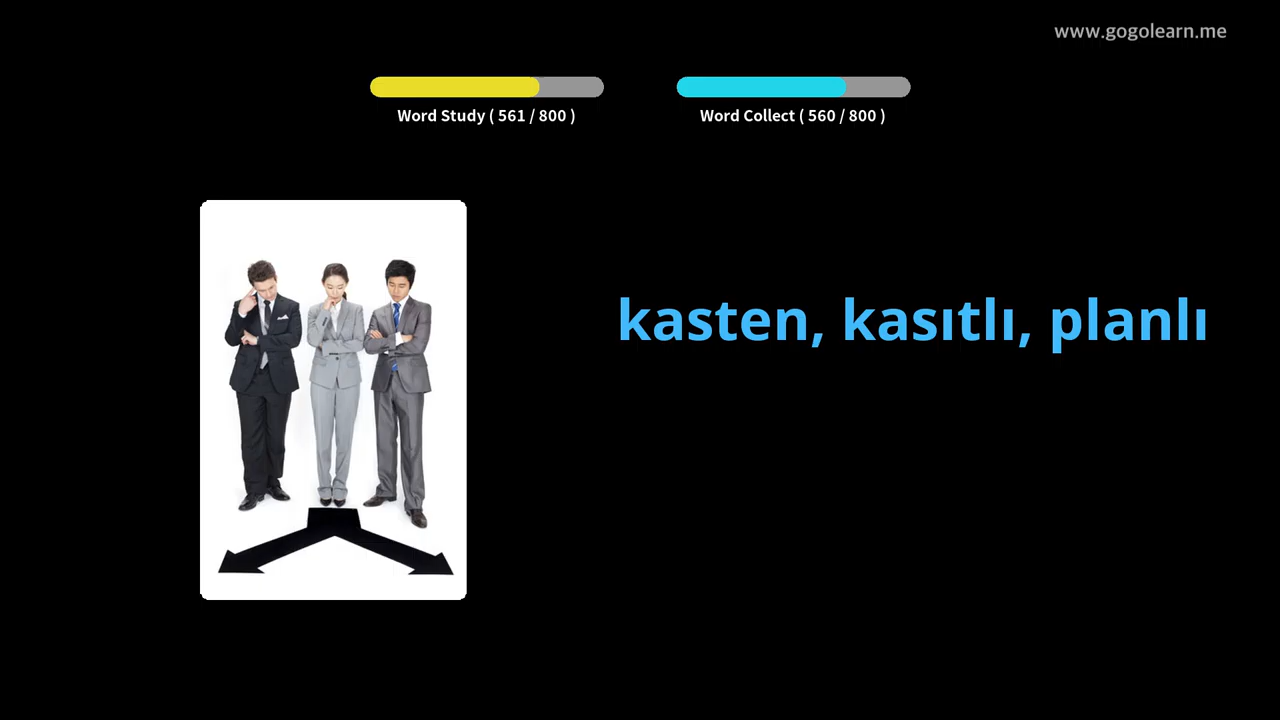 www.gogolearn.me
Word Study ( 561 / 800 )
Word Collect ( 560 / 800 )
kasten, kasıtlı, planlı